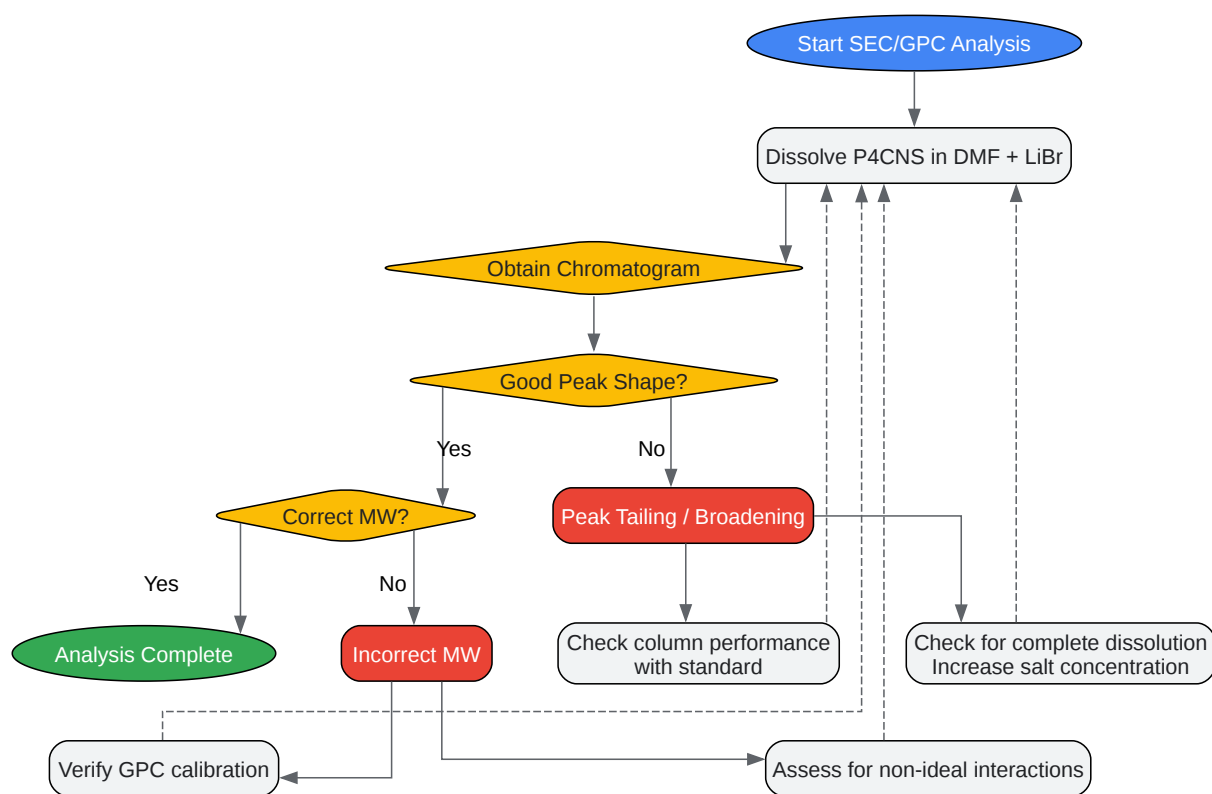 Start SEC/GPC Analysis
Dissolve P4CNS in DMF + LiBr
Obtain Chromatogram
Good Peak Shape?
Yes
No
Correct MW?
Peak Tailing / Broadening
Yes
No
Analysis Complete
Incorrect MW
Check column performance
with standard
Check for complete dissolution
Increase salt concentration
Verify GPC calibration
Assess for non-ideal interactions